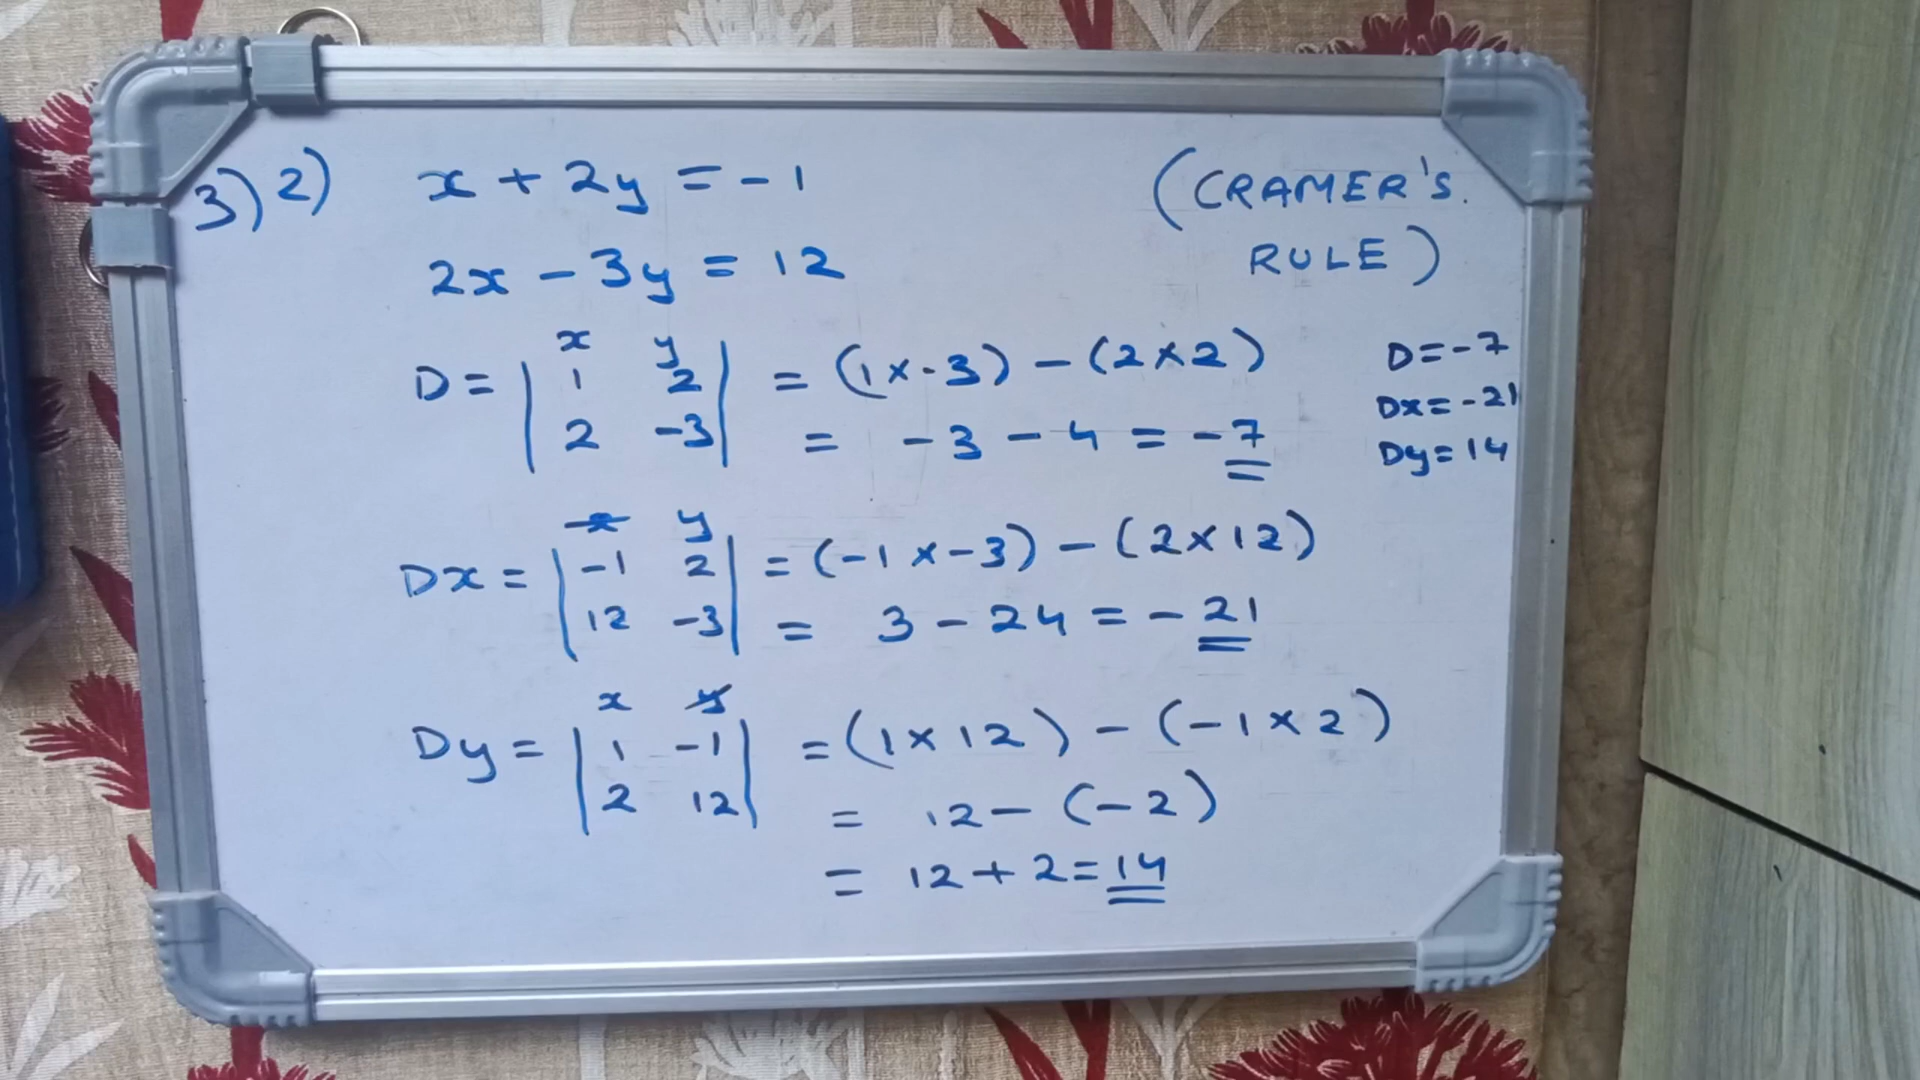 3) 2) x + 2y = -1 (CRAMER'S.
2x - 3y = 12 RULE)
x y
D = | 1 2 | = (1 x -3) - (2 x 2) D = -7
Dx = -21
| 2 -3 | = -3 - 4 = -7 Dy = 14
x y
Dx = | -1 2 | = (-1 x -3) - (2 x 12)
| 12 -3 | = 3 - 24 = -21
x y
Dy = | 1 -1 | = (1 x 12) - (-1 x 2)
| 2 12 | = 12 - (-2)
= 12 + 2 = 14